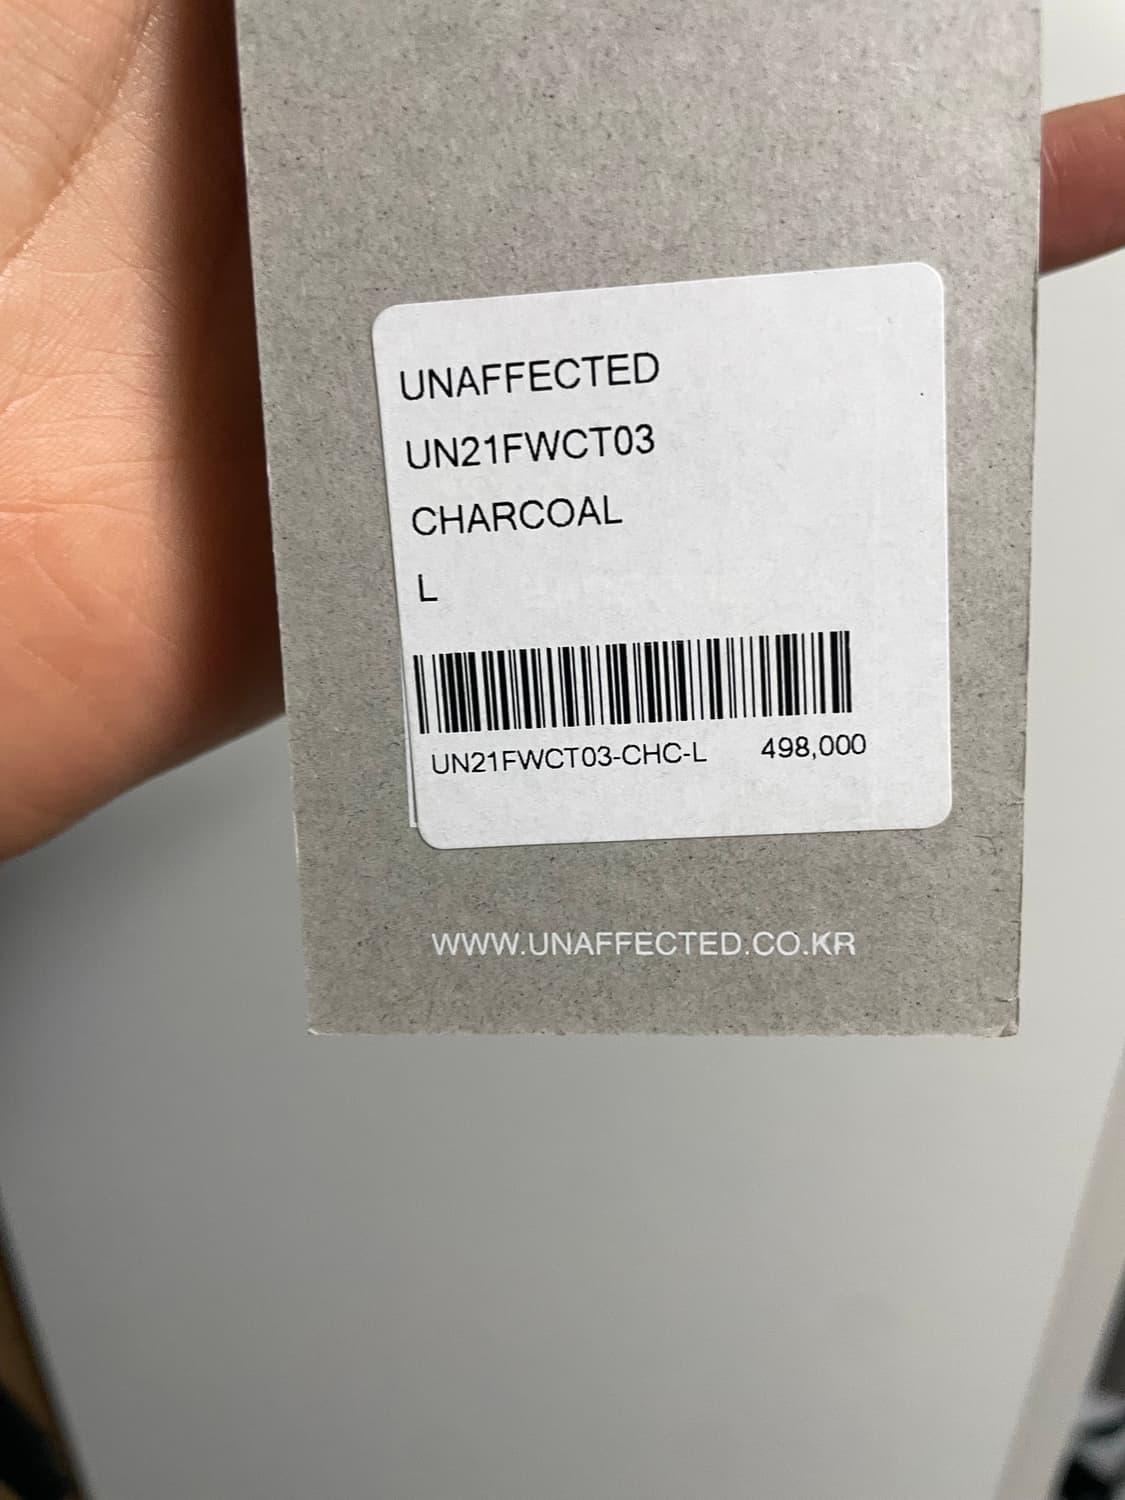 UNAFFECTED
UN21FWCT03
CHARCOAL
L
UN21FWCT03-CHC-L 498,000
WWW.UNAFFECTED.CO.KR